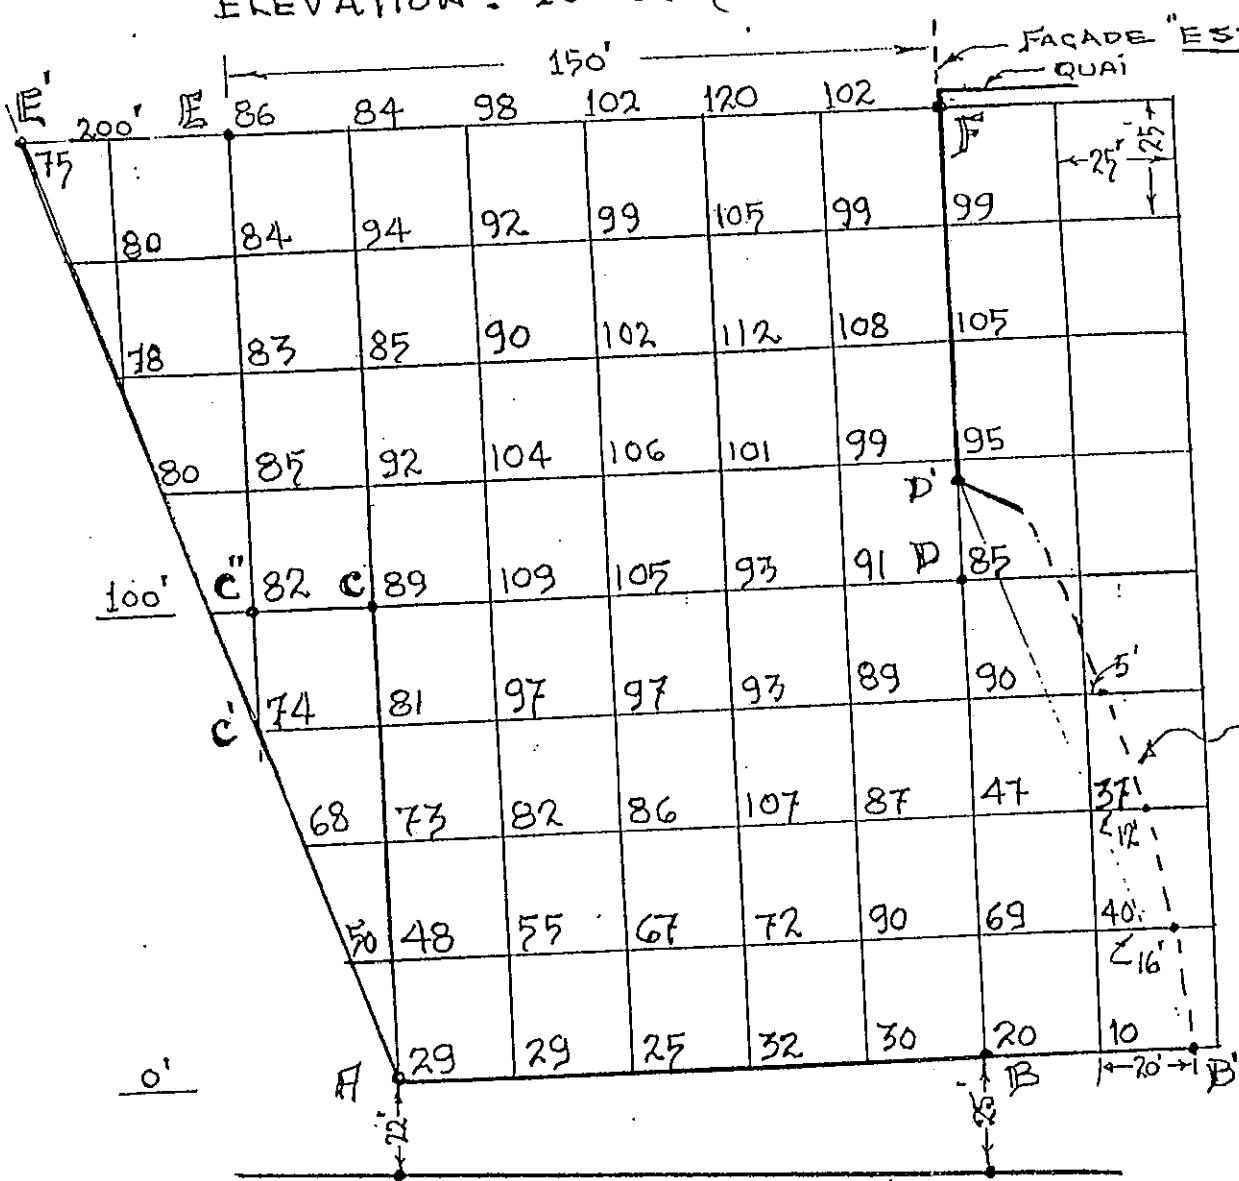 ELEVATION :
150'
FAÇADE "ES
QUAI
E' 200' E 86 84 98 102 120 102 F
75
25' 25'
80 84 94 92 99 105 99 99
78 83 85 90 102 112 108 105
80 85 92 104 106 101 99 95
D'
100' C" 82 C 89 109 105 93 91 D 85
C' 74 81 97 97 93 89 90 5'
68 73 82 86 107 87 47 37
12'
50 48 55 67 72 90 69 40
16'
0' A 29 29 25 32 30 20 10
B 20' B'
22' 25'